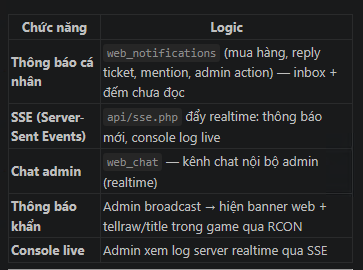 Chức năng Logic
Thông báo cá nhân
web_notifications (mua hàng, reply
ticket, mention, admin action) — inbox +
đếm chưa đọc
SSE (Server-
Sent Events)
api/sse.php đẩy realtime: thông báo
mới, console log live
Chat admin
web_chat — kênh chat nội bộ admin
(realtime)
Thông báo
khẩn
Admin broadcast → hiện banner web +
tellraw/title trong game qua RCON
Console live Admin xem log server realtime qua SSE